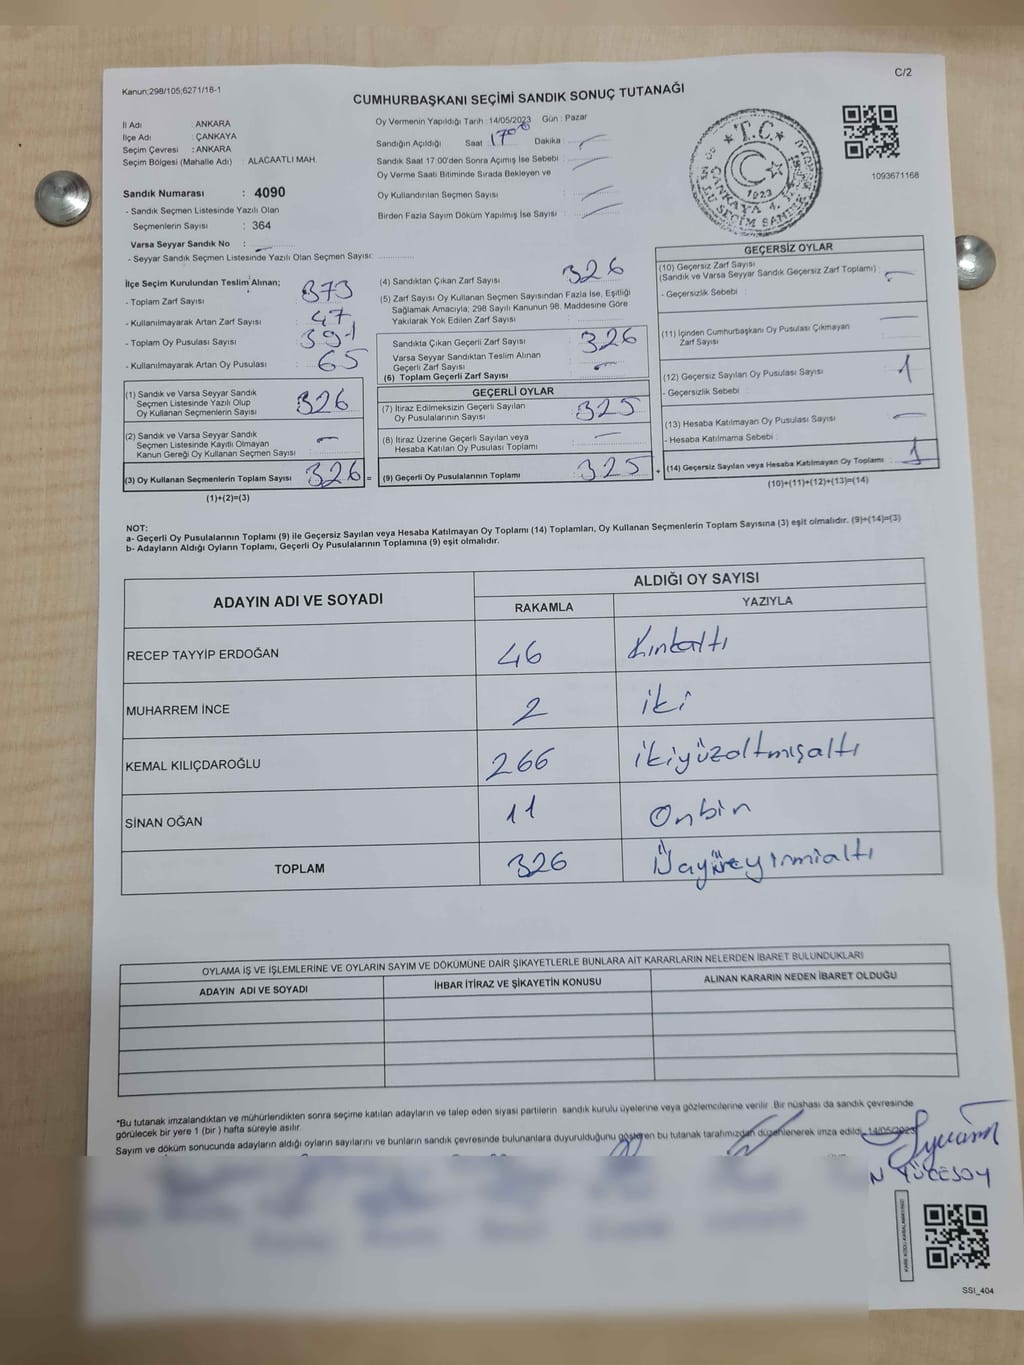 C/2
Kanun;298/105;6271/18-1
CUMHURBAŞKANI SEÇİMİ SANDIK SONUÇ TUTANAĞI
İl Adı : ANKARA
İlçe Adı : ÇANKAYA
Seçim Çevresi : ANKARA
Seçim Bölgesi (Mahalle Adı) : ALACAATLI MAH.
Sandık Numarası : 4090
- Sandık Seçmen Listesinde Yazılı Olan
Seçmenlerin Sayısı : 364
Varsa Seyyar Sandık No :
- Seyyar Sandık Seçmen Listesinde Yazılı Olan Seçmen Sayısı:
Oy Vermenin Yapıldığı Tarih : 14/05/2023 Gün : Pazar
Sandığın Açıldığı Saat : 17 00 Dakika :
Sandık Saat 17.00'den Sonra Açımış İse Sebebi :
Oy Verme Saati Bitiminde Sırada Bekleyen ve
Oy Kullandırılan Seçmen Sayısı :
Birden Fazla Sayım Döküm Yapılmış İse Sayısı :
T.C.
ÇANKAYA 4.
1923
1093671168
İlçe Seçim Kurulundan Teslim Alınan;
- Toplam Zarf Sayısı : 373
- Kullanılmayarak Artan Zarf Sayısı : 47
- Toplam Oy Pusulası Sayısı : 391
- Kullanılmayarak Artan Oy Pusulası : 65
(1) Sandık ve Varsa Seyyar Sandık
Seçmen Listesinde Yazılı Olup
Oy Kullanan Seçmenlerin Sayısı : 326
(2) Sandık ve Varsa Seyyar Sandık
Seçmen Listesinde Kayıtlı Olmayan
Kanun Gereği Oy Kullanan Seçmen Sayısı : -
(3) Oy Kullanan Seçmenlerin Toplam Sayısı : 326 =
(1)+(2)=(3)
(4) Sandıktan Çıkan Zarf Sayısı : 326
(5) Zarf Sayısı Oy Kullanan Seçmen Sayısından Fazla İse, Eşitliği
Sağlamak Amacıyla; 298 Sayılı Kanunun 98. Maddesine Göre
Yakılarak Yok Edilen Zarf Sayısı :
Sandıkta Çıkan Geçerli Zarf Sayısı : 326
Varsa Seyyar Sandıktan Teslim Alınan
Geçerli Zarf Sayısı : -
(6) Toplam Geçerli Zarf Sayısı :
GEÇERLİ OYLAR
(7) İtiraz Edilmeksizin Geçerli Sayılan
Oy Pusulalarının Sayısı : 325
(8) İtiraz Üzerine Geçerli Sayılan veya
Hesaba Katılan Oy Pusulalarının Toplamı : -
(9) Geçerli Oy Pusulalarının Toplamı : 325 +
GEÇERSİZ OYLAR
(10) Geçersiz Zarf Sayısı
(Sandık ve Varsa Seyyar Sandık Geçersiz Zarf Toplamı) : -
- Geçersizlik Sebebi :
(11) İçinden Cumhurbaşkanı Oy Pusulası Çıkmayan
Zarf Sayısı : -
(12) Geçersiz Sayılan Oy Pusulası Sayısı : 1
- Geçersizlik Sebebi :
(13) Hesaba Katılmayan Oy Pusulası Sayısı : -
- Hesaba Katılmama Sebebi :
(14) Geçersiz Sayılan veya Hesaba Katılmayan Oy Toplamı : 1
(10)+(11)+(12)+(13)=(14)
NOT:
a- Geçerli Oy Pusulalarının Toplamı (9) ile Geçersiz Sayılan veya Hesaba Katılmayan Oy Toplamı (14) Toplamları, Oy Kullanan Seçmenlerin Toplam Sayısına (3) eşit olmalıdır. (9)+(14)=(3)
b- Adayların Aldığı Oyların Toplamı, Geçerli Oy Pusulalarının Toplamına (9) eşit olmalıdır.
ADAYIN ADI VE SOYADI ALDIĞI OY SAYISI
RAKAMLA YAZIYLA
RECEP TAYYİP ERDOĞAN 46 Kırkaltı
MUHARREM İNCE 2 iki
KEMAL KILIÇDAROĞLU 266 ikiyüzaltmışaltı
SİNAN OĞAN 11 Onbir
TOPLAM 326 Üçyüzyirmialtı
OYLAMA İŞ VE İŞLEMLERİNE VE OYLARIN SAYIM VE DÖKÜMÜNE DAİR ŞİKAYETLERLE BUNLARA AİT KARARLARIN NELERDEN İBARET BULUNDUKLARI
ADAYIN ADI VE SOYADI İHBAR İTİRAZ VE ŞİKAYETİN KONUSU ALINAN KARARIN NEDEN İBARET OLDUĞU
*Bu tutanak imzalandıktan ve mühürlendikten sonra seçime katılan adayların ve talep eden siyasi partilerin sandık kurulu üyelerine veya gözlemcilerine verilir. Bir nüshası da sandık çevresinde
görülecek bir yere 1 (bir) hafta süreyle asılır.
Sayım ve döküm sonucunda adayların aldığı oyların sayılarını ve bunların sandık çevresinde bulunanlara duyurulduğunu gösteren bu tutanak tarafımızdan düzenlenerek imza edildi. 14/05/2023
N YÜCESOY
SSI_404